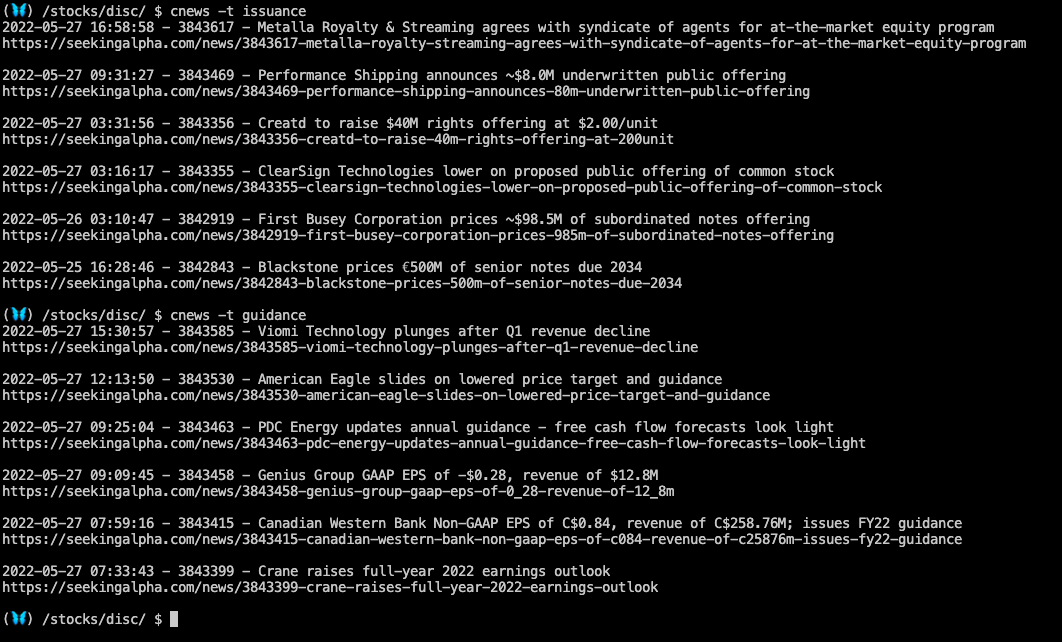 (🦋) /stocks/disc/ $ cnews -t issuance
2022-05-27 16:58:58 - 3843617 - Metalla Royalty & Streaming agrees with syndicate of agents for at-the-market equity program
https://seekingalpha.com/news/3843617-metalla-royalty-streaming-agrees-with-syndicate-of-agents-for-at-the-market-equity-program
2022-05-27 09:31:27 - 3843469 - Performance Shipping announces ~$8.0M underwritten public offering
https://seekingalpha.com/news/3843469-performance-shipping-announces-80m-underwritten-public-offering
2022-05-27 03:31:56 - 3843356 - Creatd to raise $40M rights offering at $2.00/unit
https://seekingalpha.com/news/3843356-creatd-to-raise-40m-rights-offering-at-200unit
2022-05-27 03:16:17 - 3843355 - ClearSign Technologies lower on proposed public offering of common stock
https://seekingalpha.com/news/3843355-clearsign-technologies-lower-on-proposed-public-offering-of-common-stock
2022-05-26 03:10:47 - 3842919 - First Busey Corporation prices ~$98.5M of subordinated notes offering
https://seekingalpha.com/news/3842919-first-busey-corporation-prices-985m-of-subordinated-notes-offering
2022-05-25 16:28:46 - 3842843 - Blackstone prices €500M of senior notes due 2034
https://seekingalpha.com/news/3842843-blackstone-prices-500m-of-senior-notes-due-2034
(🦋) /stocks/disc/ $ cnews -t guidance
2022-05-27 15:30:57 - 3843585 - Viomi Technology plunges after Q1 revenue decline
https://seekingalpha.com/news/3843585-viomi-technology-plunges-after-q1-revenue-decline
2022-05-27 12:13:50 - 3843530 - American Eagle slides on lowered price target and guidance
https://seekingalpha.com/news/3843530-american-eagle-slides-on-lowered-price-target-and-guidance
2022-05-27 09:25:04 - 3843463 - PDC Energy updates annual guidance - free cash flow forecasts look light
https://seekingalpha.com/news/3843463-pdc-energy-updates-annual-guidance-free-cash-flow-forecasts-look-light
2022-05-27 09:09:45 - 3843458 - Genius Group GAAP EPS of -$0.28, revenue of $12.8M
https://seekingalpha.com/news/3843458-genius-group-gaap-eps-of-0_28-revenue-of-12_8m
2022-05-27 07:59:16 - 3843415 - Canadian Western Bank Non-GAAP EPS of C$0.84, revenue of C$258.76M; issues FY22 guidance
https://seekingalpha.com/news/3843415-canadian-western-bank-non-gaap-eps-of-c084-revenue-of-c25876m-issues-fy22-guidance
2022-05-27 07:33:43 - 3843399 - Crane raises full-year 2022 earnings outlook
https://seekingalpha.com/news/3843399-crane-raises-full-year-2022-earnings-outlook
(🦋) /stocks/disc/ $